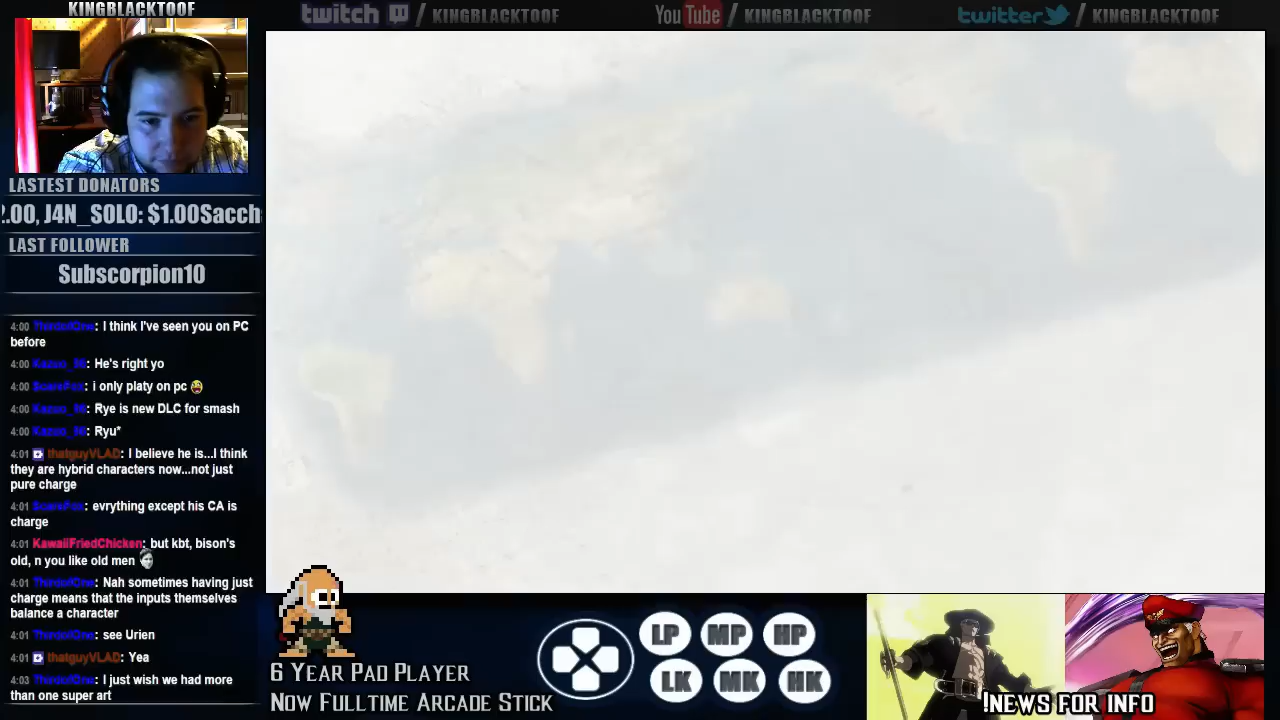 KINGBLACKTOOF
twitch / KINGBLACKTOOF
YouTube / KINGBLACKTOOF
twitter / KINGBLACKTOOF
LASTEST DONATORS
2.00, J4N_S0L0: $1.00Sacch
LAST FOLLOWER
Subscorpion10
4:00 : I think I've seen you on PC
before
4:00 : He's right yo
4:00 : i only platy on pc
4:00 : Rye is new DLC for smash
4:00 : Ryu*
4:01 thatguyVLAD: I believe he is...I think
they are hybrid characters now...not just
pure charge
4:01 : evrything except his CA is
charge
4:01 KawaiiFriedChicken: but kbt, bison's
old, n you like old men
4:01 : Nah sometimes having just
charge means that the inputs themselves
balance a character
4:01 : see Urien
4:01 thatguyVLAD: Yea
4:03 : I just wish we had more
than one super art
6 YEAR PAD PLAYER
NOW FULLTIME ARCADE STICK
LP MP HP
LK MK HK
!NEWS FOR INFO